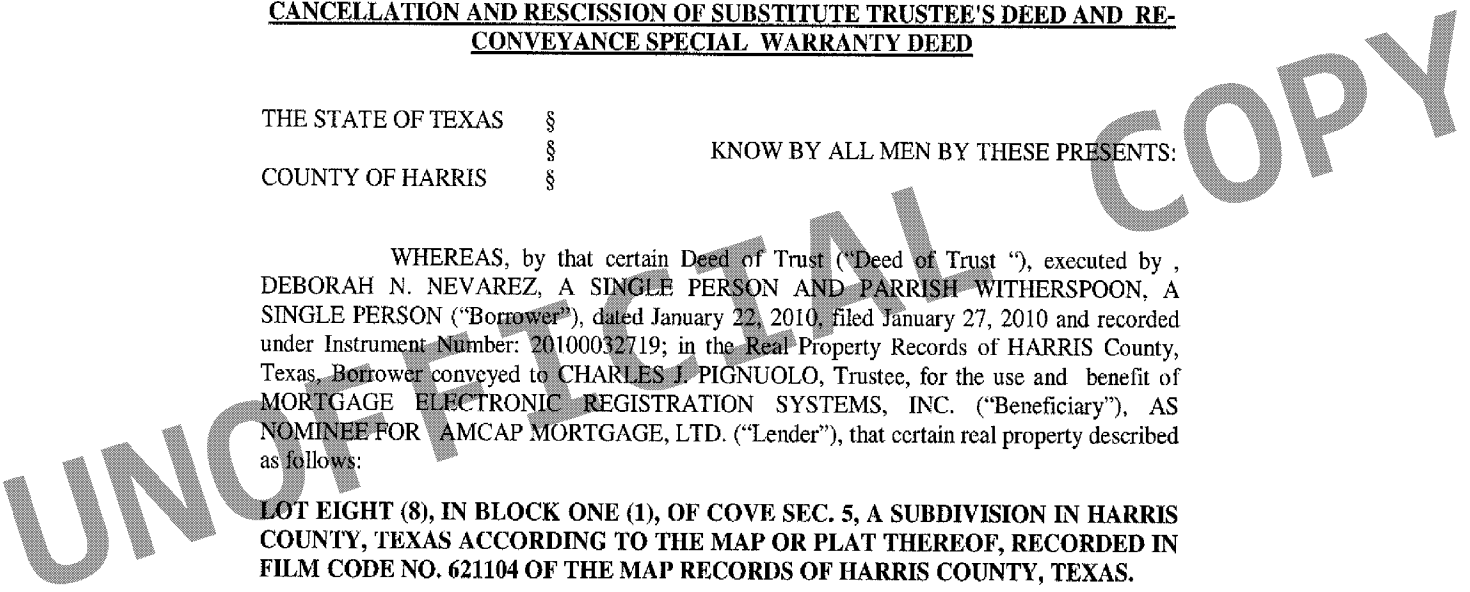 CANCELLATION AND RESCISSION OF SUBSTITUTE TRUSTEE'S DEED AND RE-
CONVEYANCE SPECIAL WARRANTY DEED
THE STATE OF TEXAS §
§ KNOW BY ALL MEN BY THESE PRESENTS:
COUNTY OF HARRIS §
WHEREAS, by that certain Deed of Trust (“Deed of Trust “), executed by ,
DEBORAH N. NEVAREZ, A SINGLE PERSON AND PARRISH WITHERSPOON, A
SINGLE PERSON (“Borrower”), dated January 22, 2010, filed January 27, 2010 and recorded
under Instrument Number: 20100032719; in the Real Property Records of HARRIS County,
Texas, Borrower conveyed to CHARLES J. PIGNUOLO, Trustee, for the use and benefit of
MORTGAGE ELECTRONIC REGISTRATION SYSTEMS, INC. (“Beneficiary”), AS
NOMINEE FOR AMCAP MORTGAGE, LTD. (“Lender”), that certain real property described
as follows:
LOT EIGHT (8), IN BLOCK ONE (1), OF COVE SEC. 5, A SUBDIVISION IN HARRIS
COUNTY, TEXAS ACCORDING TO THE MAP OR PLAT THEREOF, RECORDED IN
FILM CODE NO. 621104 OF THE MAP RECORDS OF HARRIS COUNTY, TEXAS.
UNOFFICIAL COPY